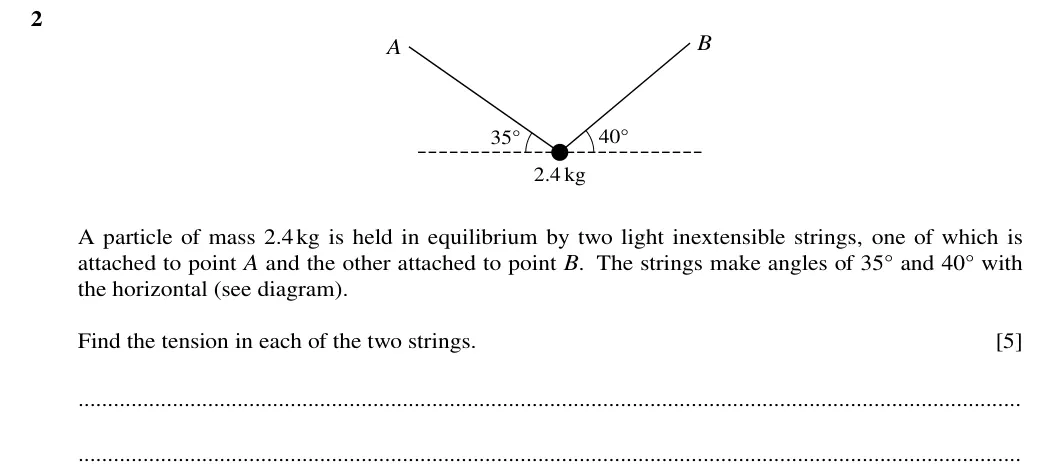 2
A
B
35° 40°
2.4 kg
A particle of mass 2.4 kg is held in equilibrium by two light inextensible strings, one of which is
attached to point A and the other attached to point B. The strings make angles of 35° and 40° with
the horizontal (see diagram).
Find the tension in each of the two strings. [5]